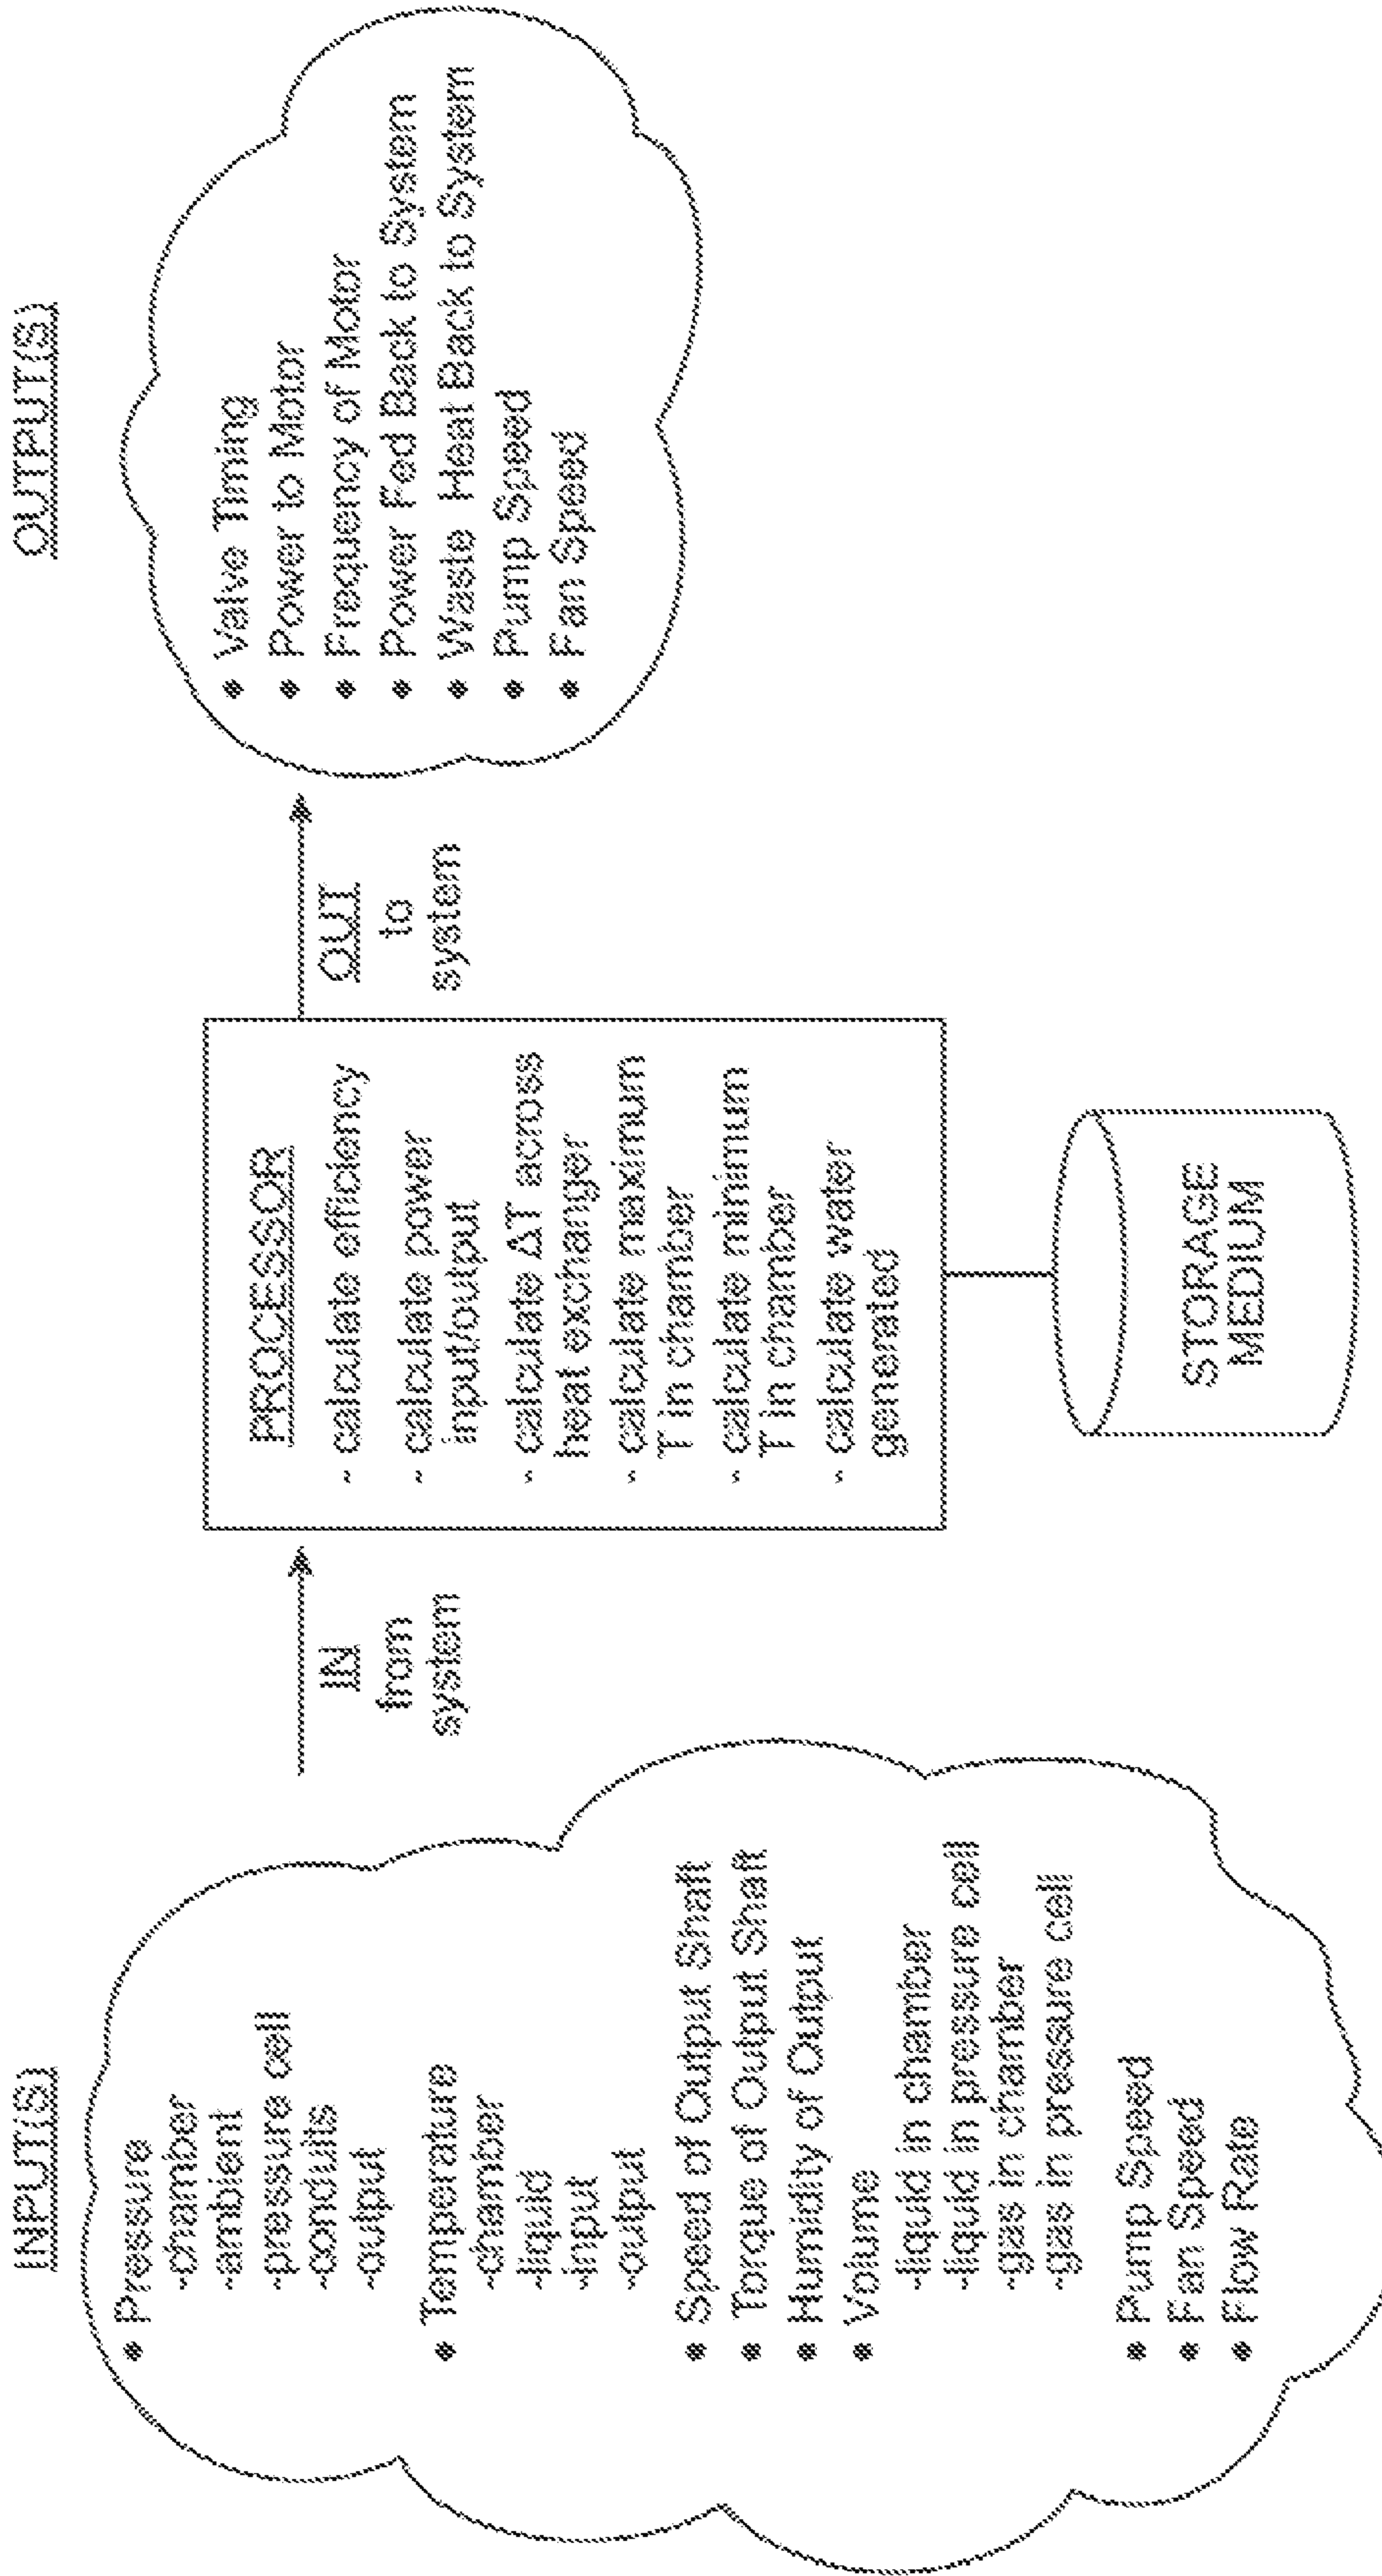 INPUT(S)
• Pressure
-chamber
-ambient
-pressure cell
-conduits
-output
• Temperature
-chamber
-liquid
-input
-output
• Speed of Output Shaft
• Torque of Output Shaft
• Humidity of Output
• Volume
-liquid in chamber
-liquid in pressure cell
-gas in chamber
-gas in pressure cell
• Pump Speed
• Fan Speed
• Flow Rate
IN
from
system
PROCESSOR
- calculate efficiency
- calculate power
input/output
- calculate ΔT across
heat exchanger
- calculate maximum
T in chamber
- calculate minimum
T in chamber
- calculate water
generated
STORAGE
MEDIUM
OUT
to
system
OUTPUT(S)
• Valve Timing
• Power to Motor
• Frequency of Motor
• Power Fed Back to System
• Waste Heat Back to System
• Pump Speed
• Fan Speed